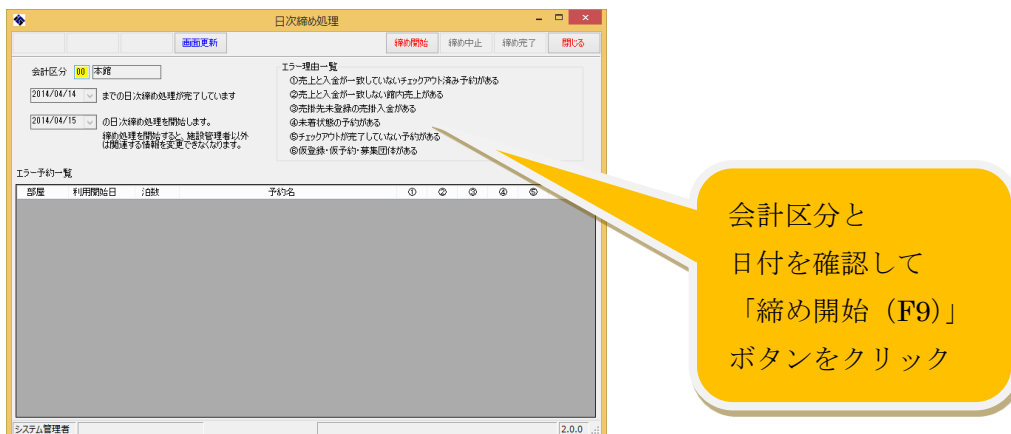 日次締め処理
画面更新 締め開始 締め中止 締め完了 閉じる
会計区分 00 本館
2014/04/14 までの日次締め処理が完了しています
2014/04/15 の日次締め処理を開始します。
締め処理を開始すると、施設管理者以外
は関連する情報を変更できなくなります。
エラー理由一覧
①売上と入金が一致していないチェックアウト済み予約がある
②売上と入金が一致しない館内売上がある
③売掛先未登録の売掛入金がある
④未着状態の予約がある
⑤チェックアウトが完了していない予約がある
⑥仮登録・仮予約・募集団体がある
エラー予約一覧
部屋 利用開始日 泊数 予約名 ① ② ③ ④ ⑤
システム管理者 2.0.0
会計区分と
日付を確認して
「締め開始（F9）」
ボタンをクリック